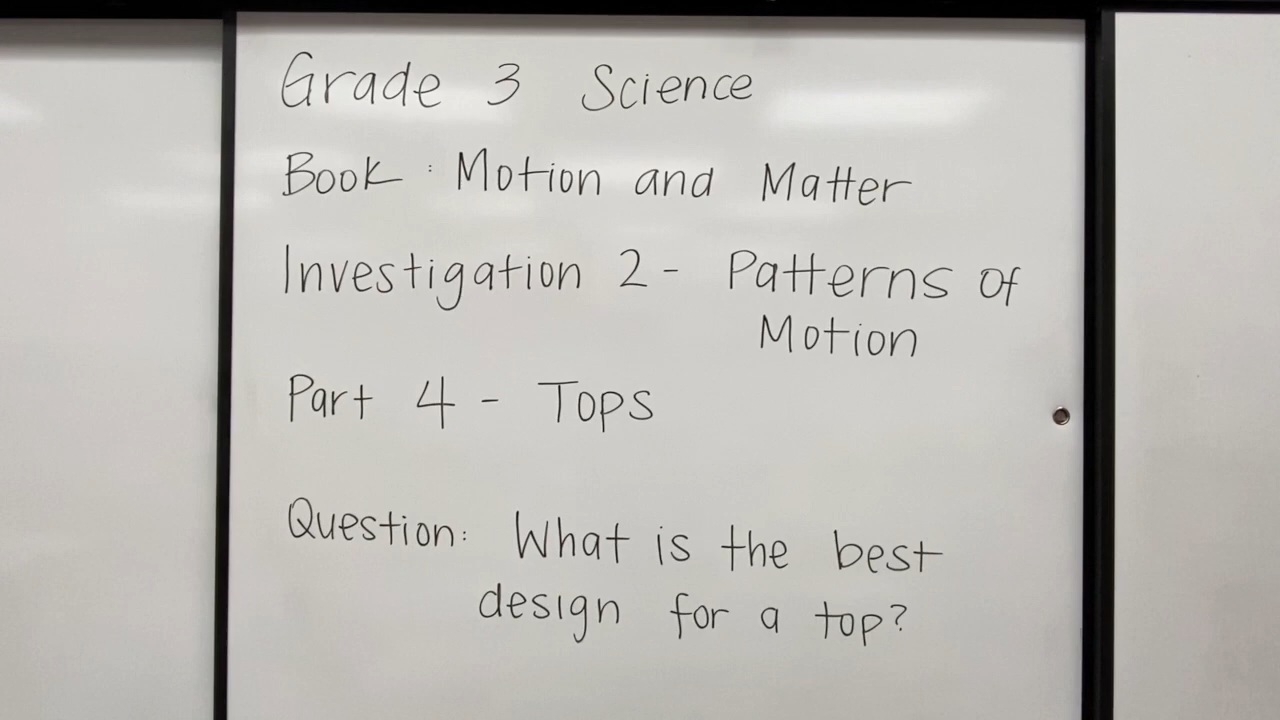 Grade 3 Science
Book : Motion and Matter
Investigation 2 - Patterns of
Motion
Part 4 - Tops
Question: What is the best
design for a top?